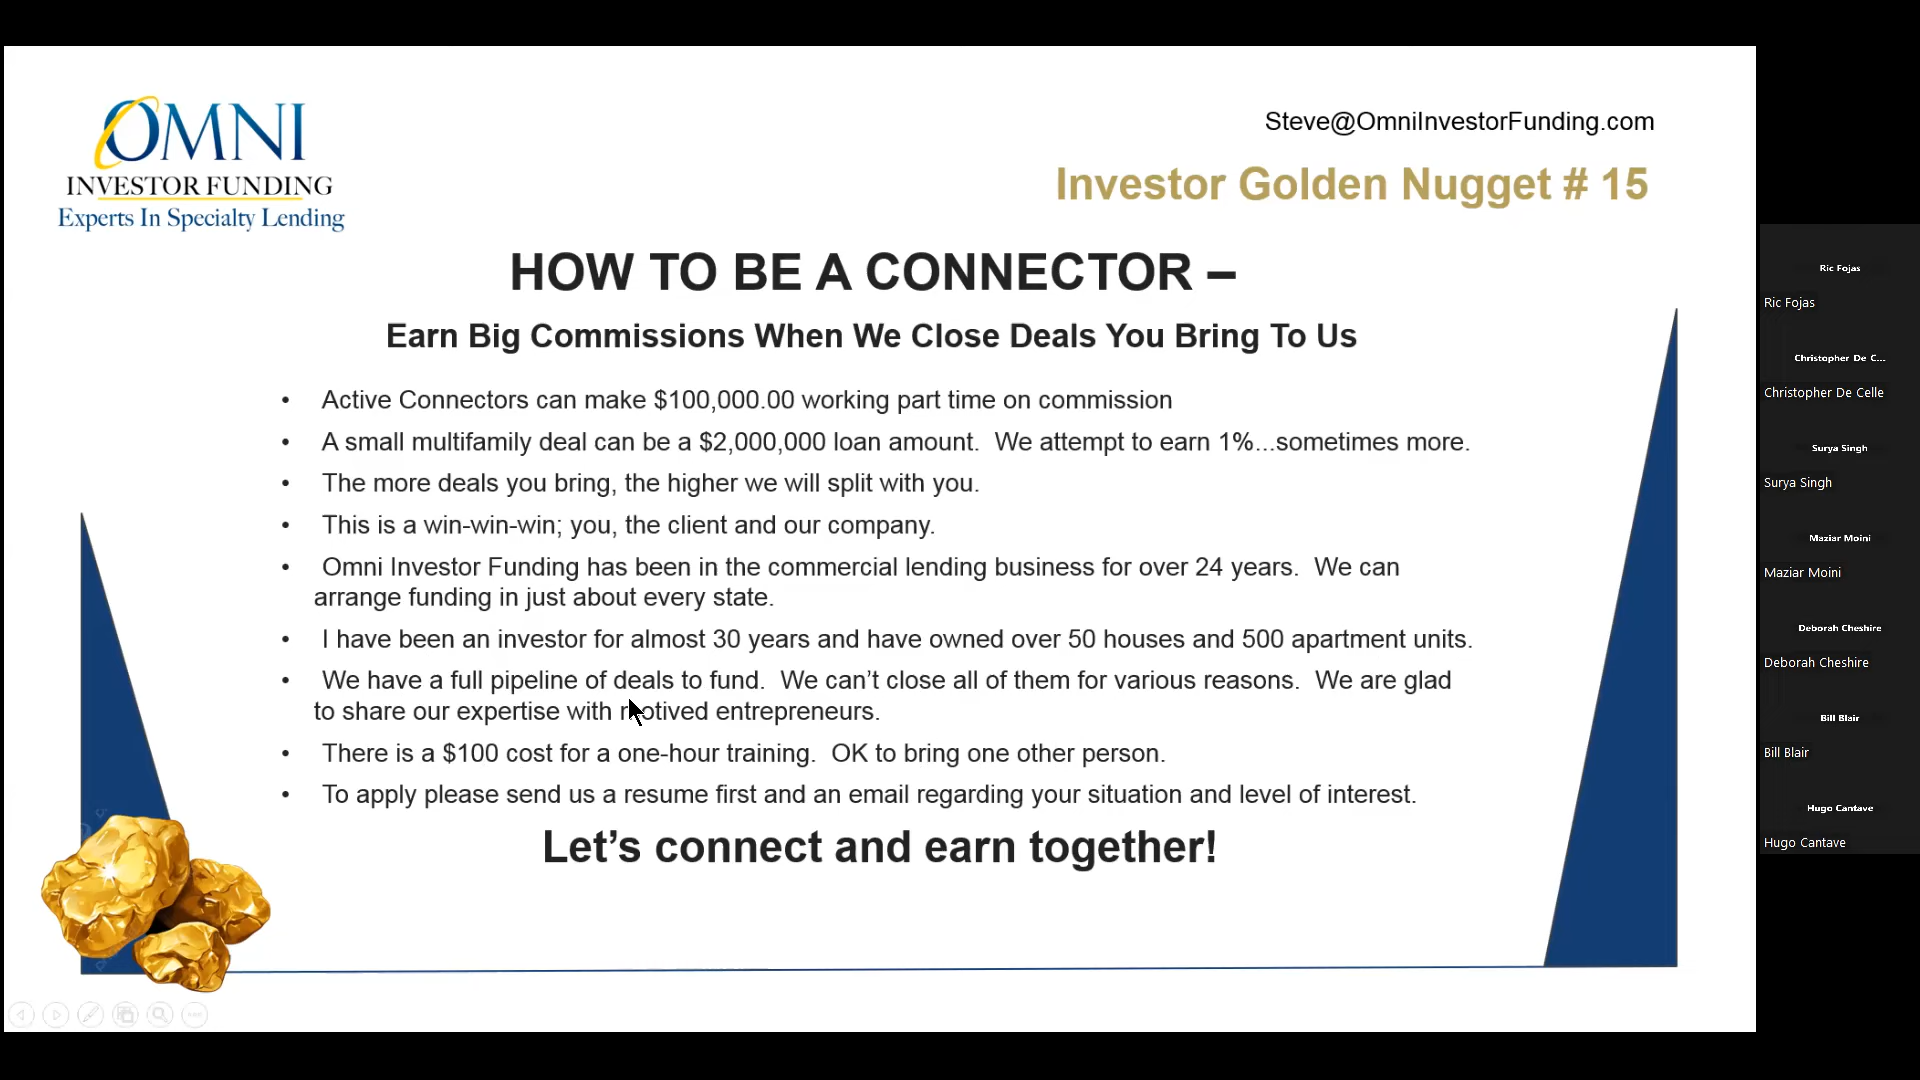 OMNI
INVESTOR FUNDING
Experts In Specialty Lending
Steve@OmniInvestorFunding.com
Investor Golden Nugget # 15
HOW TO BE A CONNECTOR –
Earn Big Commissions When We Close Deals You Bring To Us
• Active Connectors can make $100,000.00 working part time on commission
• A small multifamily deal can be a $2,000,000 loan amount. We attempt to earn 1%...sometimes more.
• The more deals you bring, the higher we will split with you.
• This is a win-win-win; you, the client and our company.
• Omni Investor Funding has been in the commercial lending business for over 24 years. We can
arrange funding in just about every state.
• I have been an investor for almost 30 years and have owned over 50 houses and 500 apartment units.
• We have a full pipeline of deals to fund. We can’t close all of them for various reasons. We are glad
to share our expertise with motived entrepreneurs.
• There is a $100 cost for a one-hour training. OK to bring one other person.
• To apply please send us a resume first and an email regarding your situation and level of interest.
Let’s connect and earn together!
Ric Fojas
Ric Fojas
Christopher De C...
Christopher De Celle
Surya Singh
Surya Singh
Maziar Moini
Maziar Moini
Deborah Cheshire
Deborah Cheshire
Bill Blair
Bill Blair
Hugo Cantave
Hugo Cantave